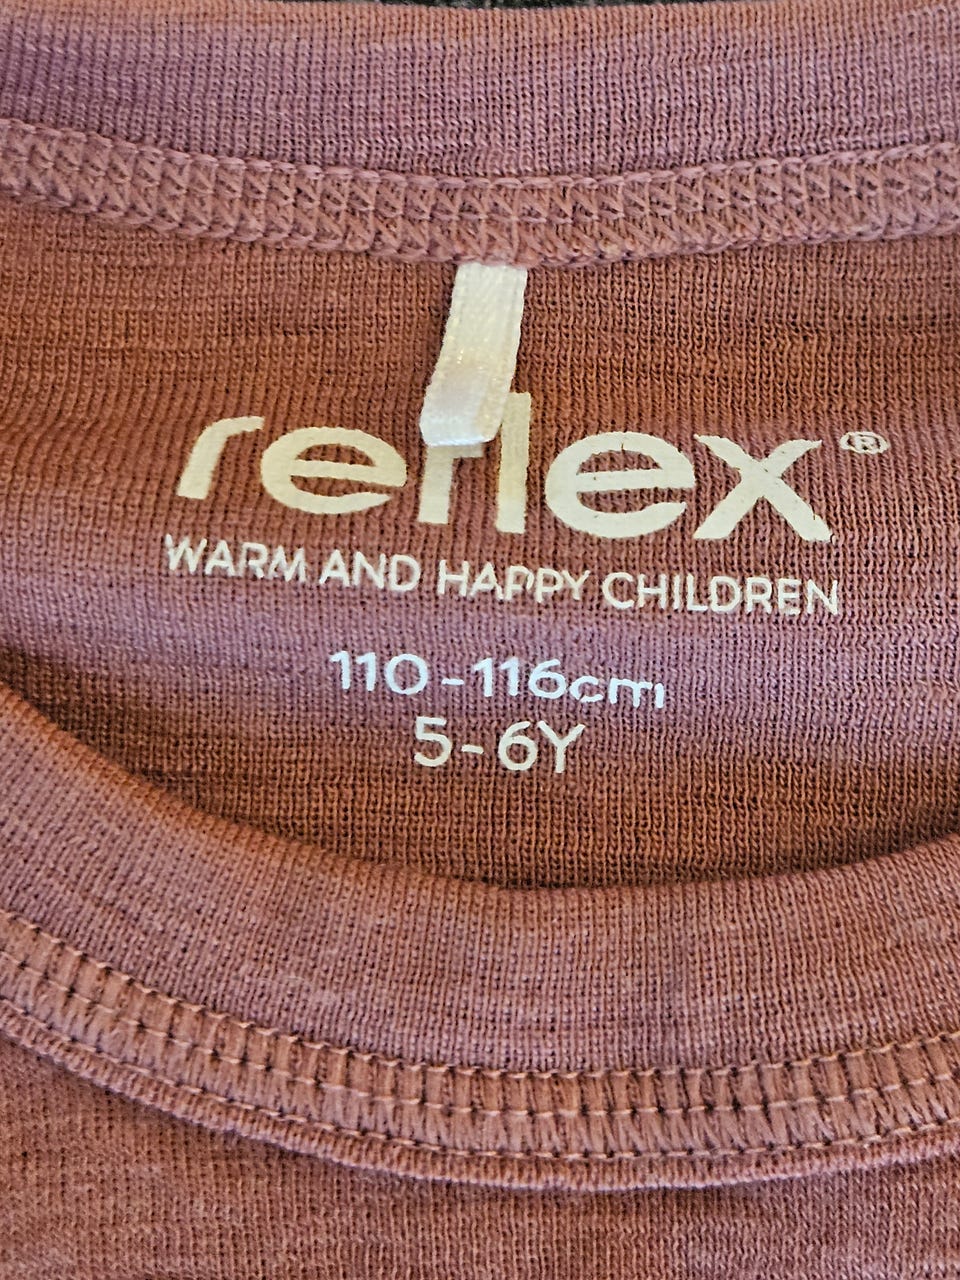 reflex®
WARM AND HAPPY CHILDREN
110-116cm
5-6Y